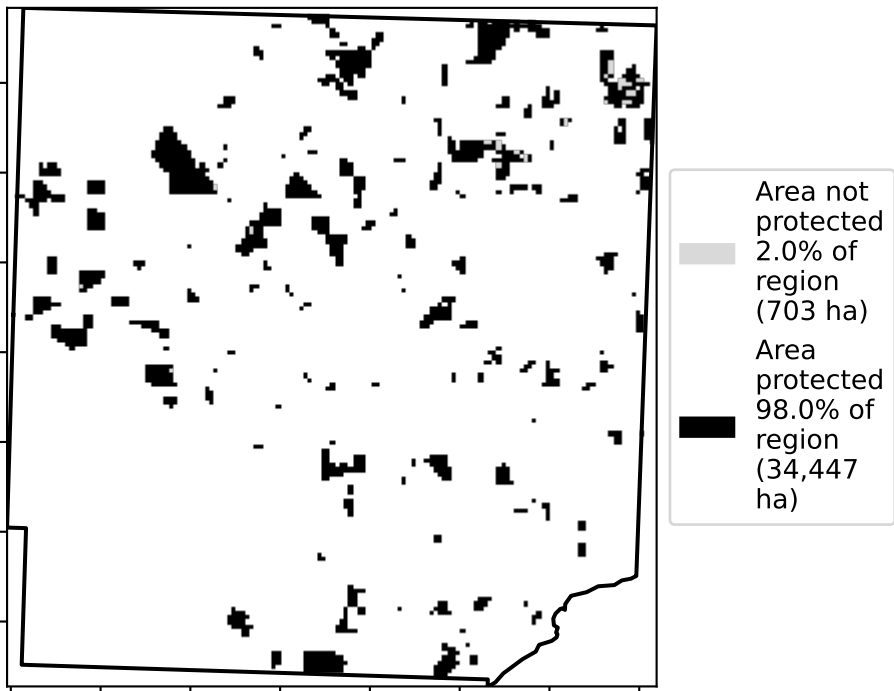 Area not
protected
2.0% of
region
(703 ha)
Area
protected
98.0% of
region
(34,447
ha)